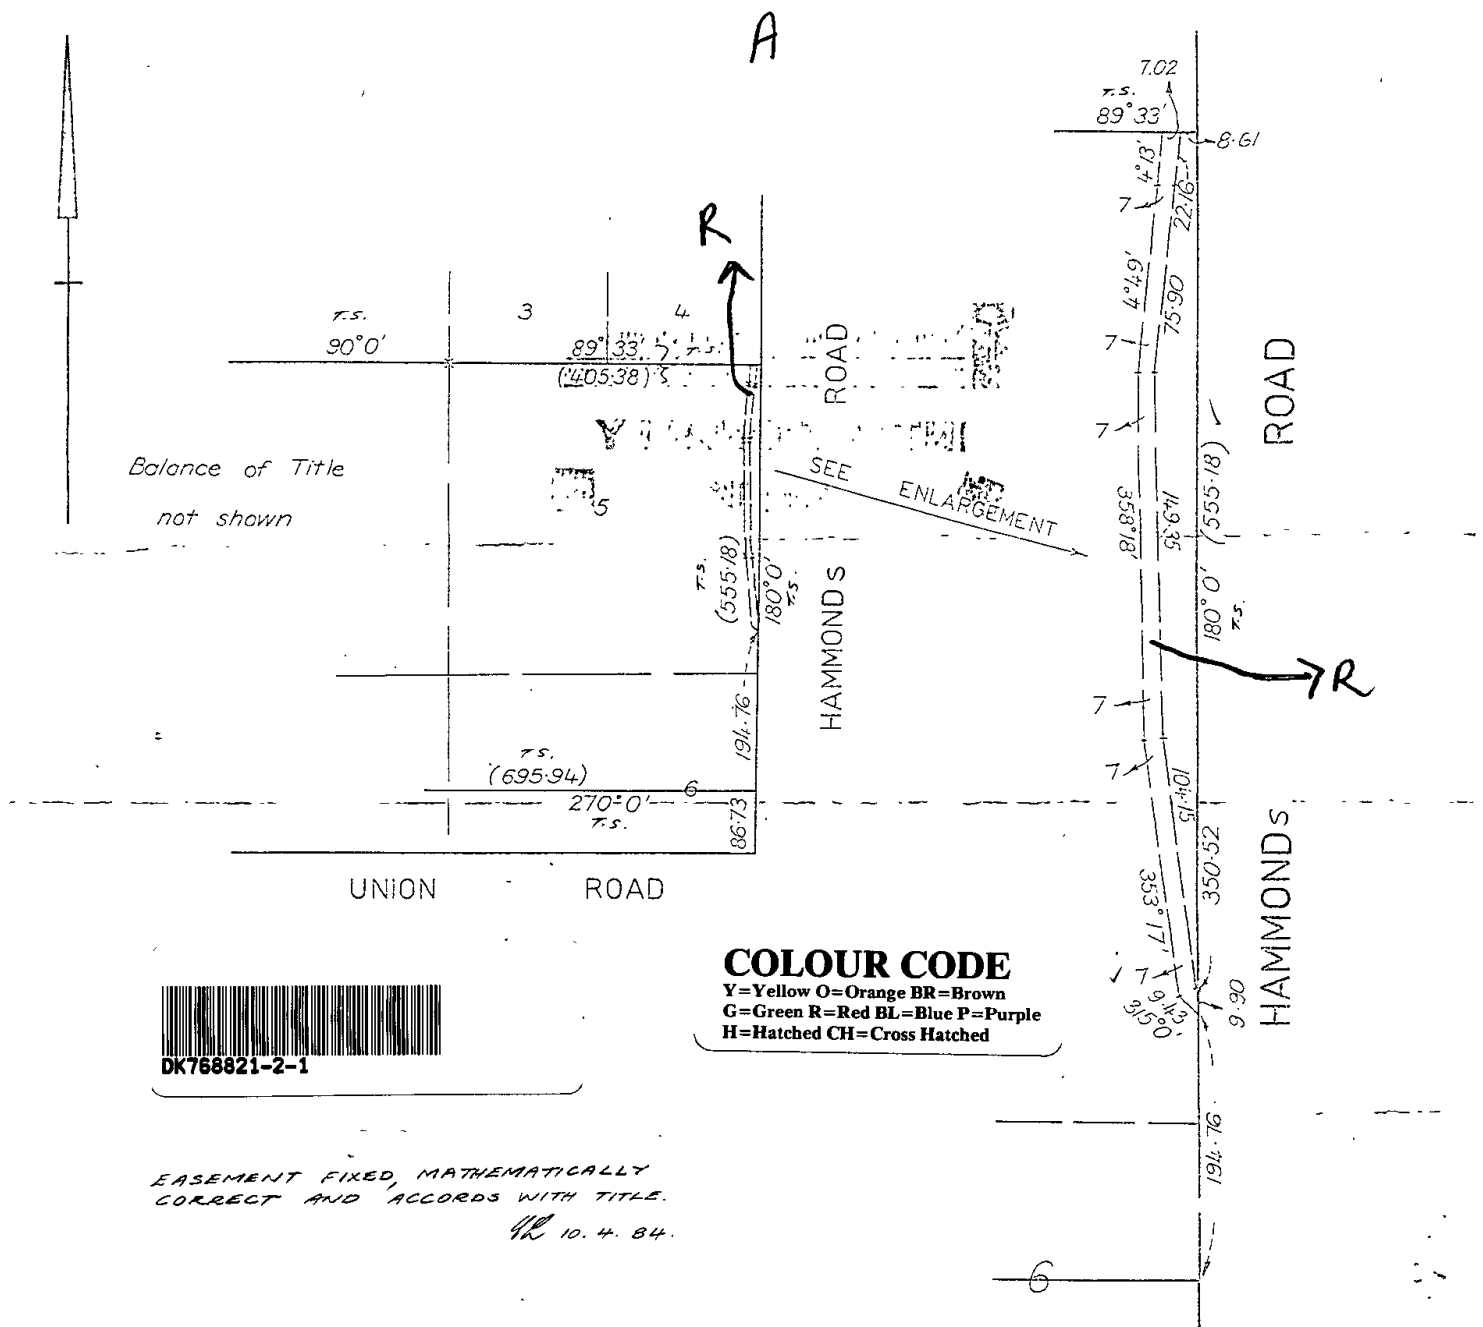 A
7.02
T.S.
89°33'
8.61
4°13'
7
22.16
R
4°49'
75.90
7
T.S.
90°0'
3
4
89°33' T.S.
(405.38)
ROAD
ROAD
7
Balance of Title
not shown
5
SEE
ENLARGEMENT
358°18'
149.35
(555.18)
T.S.
(555.18)
180°0'
T.S.
180°0'
T.S.
HAMMONDS
R
7
7
194.76
T.S.
(695.94)
6
270°0'
T.S.
86.73
104.15
350.52
HAMMONDS
UNION ROAD
353°17'
7
9.43
315°0'
9.90
COLOUR CODE
Y=Yellow O=Orange BR=Brown
G=Green R=Red BL=Blue P=Purple
H=Hatched CH=Cross Hatched
DK768821-2-1
194.76
EASEMENT FIXED, MATHEMATICALLY
CORRECT AND ACCORDS WITH TITLE.
10.4.84.
6